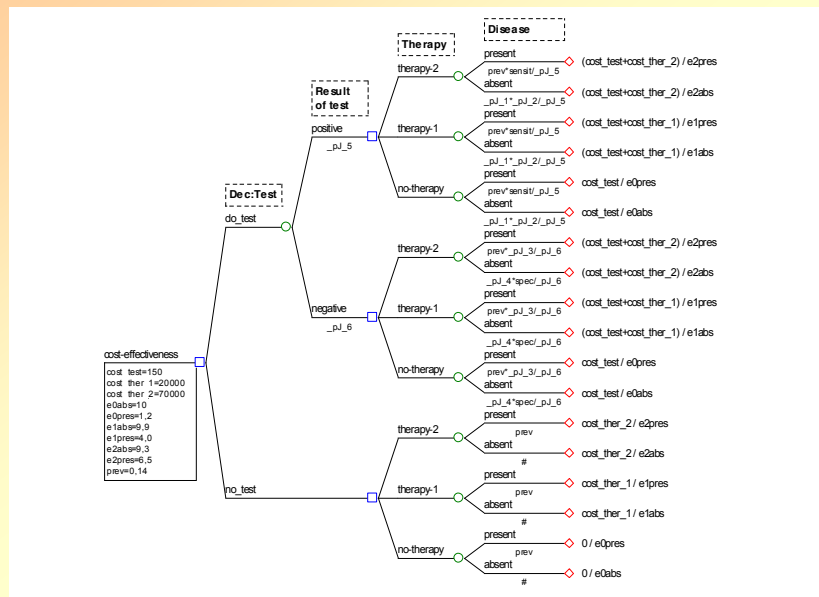 Disease
Therapy
present
therapy-2
(cost_test+cost_ther_2) / e2pres
prev*sensit/_pJ_5
absent
(cost_test+cost_ther_2) / e2abs
_pJ_1*_pJ_2/_pJ_5
Result
of test
present
(cost_test+cost_ther_1) / e1pres
positive
therapy-1
prev*sensit/_pJ_5
_pJ_5
absent
(cost_test+cost_ther_1) / e1abs
_pJ_1*_pJ_2/_pJ_5
present
cost_test / e0pres
Dec:Test
no-therapy
prev*sensit/_pJ_5
absent
cost_test / e0abs
do_test
_pJ_1*_pJ_2/_pJ_5
present
(cost_test+cost_ther_2) / e2pres
therapy-2
prev*_pJ_3/_pJ_6
absent
(cost_test+cost_ther_2) / e2abs
_pJ_4*spec/_pJ_6
present
(cost_test+cost_ther_1) / e1pres
negative
therapy-1
prev*_pJ_3/_pJ_6
_pJ_6
absent
(cost_test+cost_ther_1) / e1abs
_pJ_4*spec/_pJ_6
cost-effectiveness
present
cost_test / e0pres
no-therapy
prev*_pJ_3/_pJ_6
cost test=150
cost ther 1=20000
cost ther 2=70000
e0abs=10
e0pres=1,2
e1abs=9,9
e1pres=4,0
e2abs=9,3
e2pres=6,5
prev=0,14
absent
cost_test / e0abs
_pJ_4*spec/_pJ_6
present
cost_ther_2 / e2pres
therapy-2
prev
absent
cost_ther_2 / e2abs
#
no_test
present
cost_ther_1 / e1pres
therapy-1
prev
absent
cost_ther_1 / e1abs
#
present
0 / e0pres
no-therapy
prev
absent
0 / e0abs
#